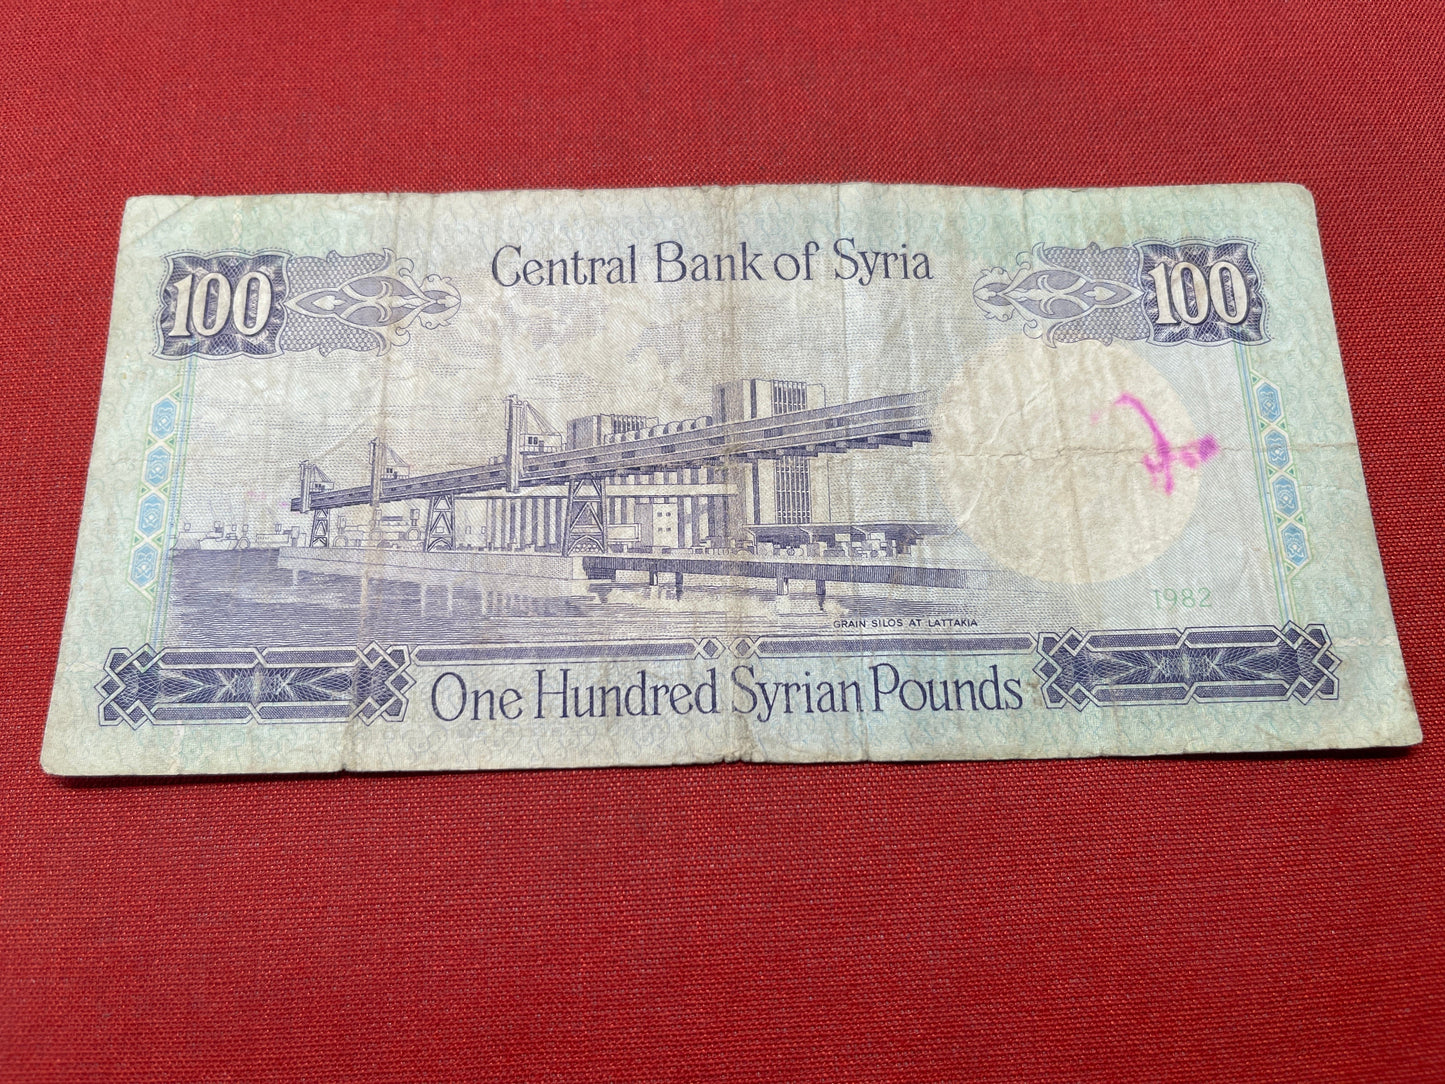 Central Bank of Syria
100 100
1982
GRAIN SILOS AT LATTAKIA
One Hundred Syrian Pounds